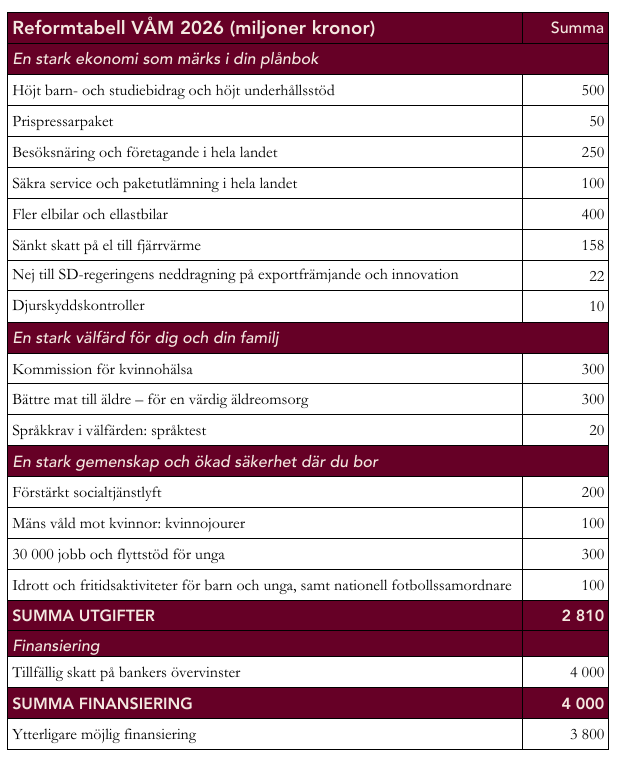 Reformtabell VÅM 2026 (miljoner kronor) Summa
En stark ekonomi som märks i din plånbok
Höjt barn- och studiebidrag och höjt underhållsstöd 500
Prispressarpaket 50
Besöksnäring och företagande i hela landet 250
Säkra service och paketutlämning i hela landet 100
Fler elbilar och ellastbilar 400
Sänkt skatt på el till fjärrvärme 158
Nej till SD-regeringens neddragning på exportfrämjande och innovation 22
Djurskyddskontroller 10
En stark välfärd för dig och din familj
Kommission för kvinnohälsa 300
Bättre mat till äldre – för en värdig äldreomsorg 300
Språkkrav i välfärden: språktest 20
En stark gemenskap och ökad säkerhet där du bor
Förstärkt socialtjänstlyft 200
Mäns våld mot kvinnor: kvinnojourer 100
30 000 jobb och flyttstöd för unga 300
Idrott och fritidsaktiviteter för barn och unga, samt nationell fotbollssamordnare 100
SUMMA UTGIFTER 2 810
Finansiering
Tillfällig skatt på bankers övervinster 4 000
SUMMA FINANSIERING 4 000
Ytterligare möjlig finansiering 3 800